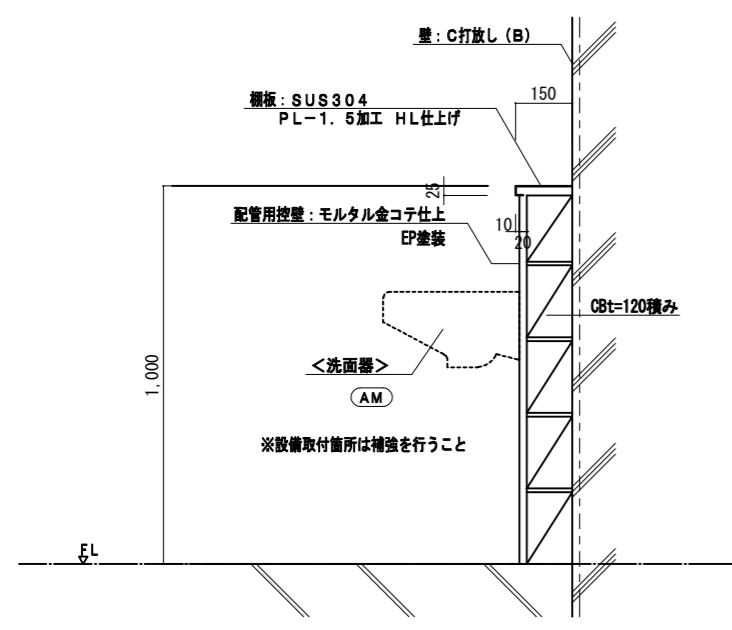 壁：C打放し（B）
150
棚板：SUS304
PL－1．5加工 HL仕上げ
25
配管用控壁：モルタル金コテ仕上
EP塗装
10
20
CBt=120積み
1,000
＜洗面器＞
AM
※設備取付箇所は補強を行うこと
FL